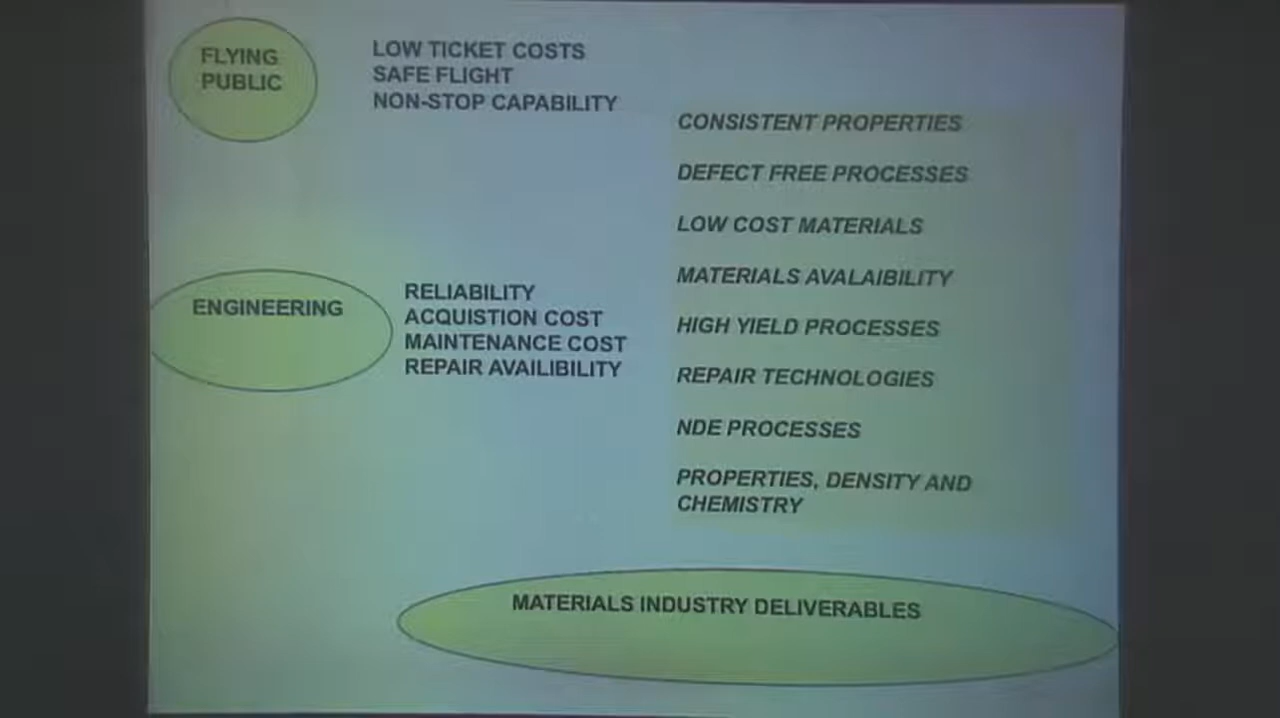 FLYING
PUBLIC
LOW TICKET COSTS
SAFE FLIGHT
NON-STOP CAPABILITY
ENGINEERING
RELIABILITY
ACQUISTION COST
MAINTENANCE COST
REPAIR AVAILIBILITY
CONSISTENT PROPERTIES
DEFECT FREE PROCESSES
LOW COST MATERIALS
MATERIALS AVALAIBILITY
HIGH YIELD PROCESSES
REPAIR TECHNOLOGIES
NDE PROCESSES
PROPERTIES, DENSITY AND
CHEMISTRY
MATERIALS INDUSTRY DELIVERABLES